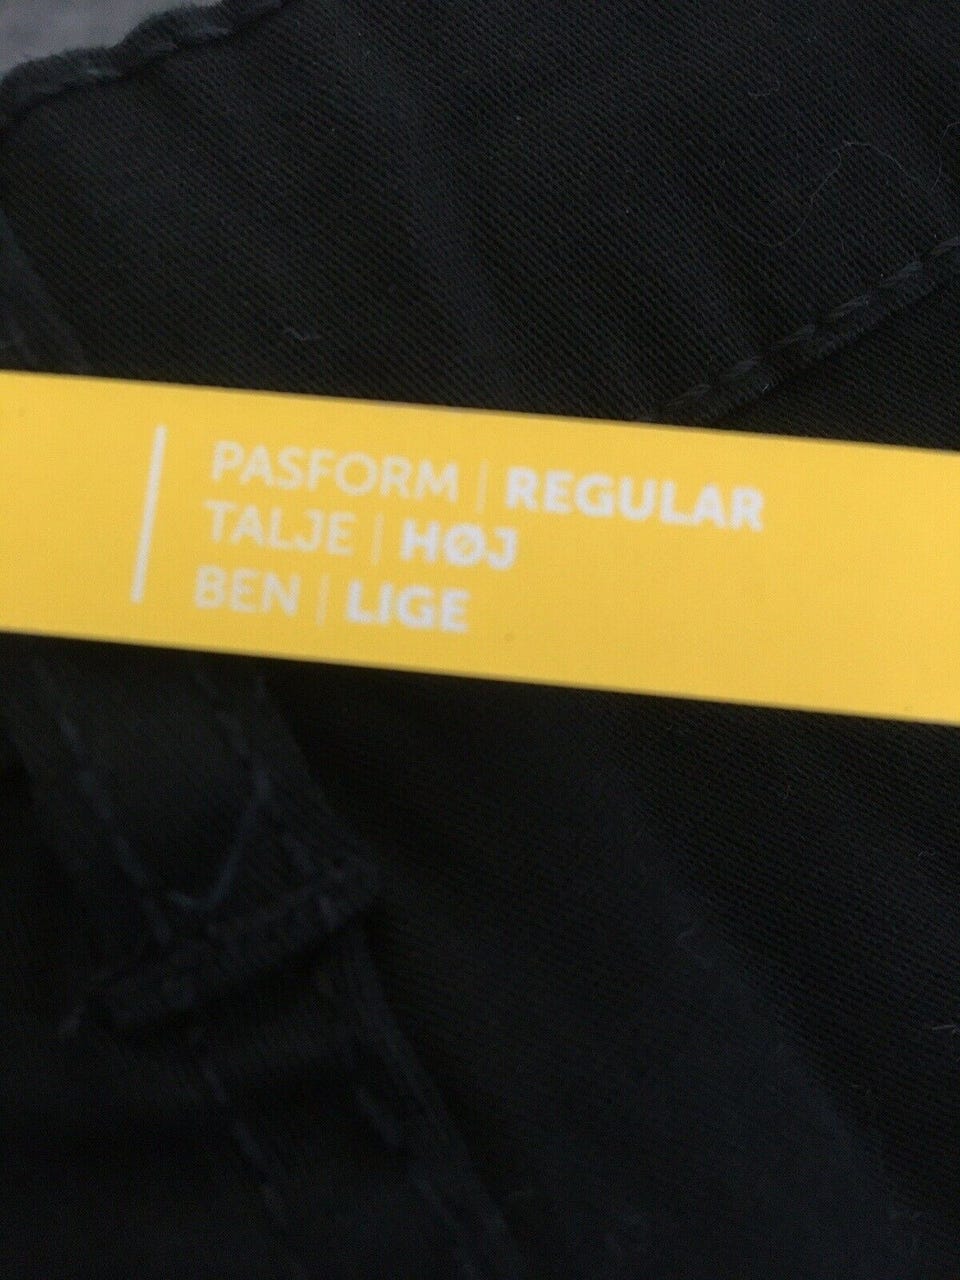 PASFORM | REGULAR
TALJE | HØJ
BEN | LIGE